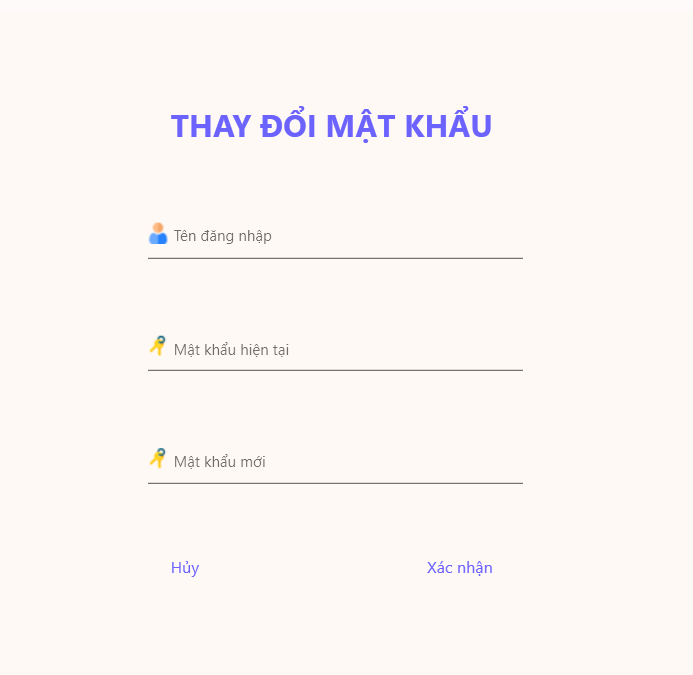 THAY ĐỔI MẬT KHẨU
Tên đăng nhập
Mật khẩu hiện tại
Mật khẩu mới
Hủy
Xác nhận